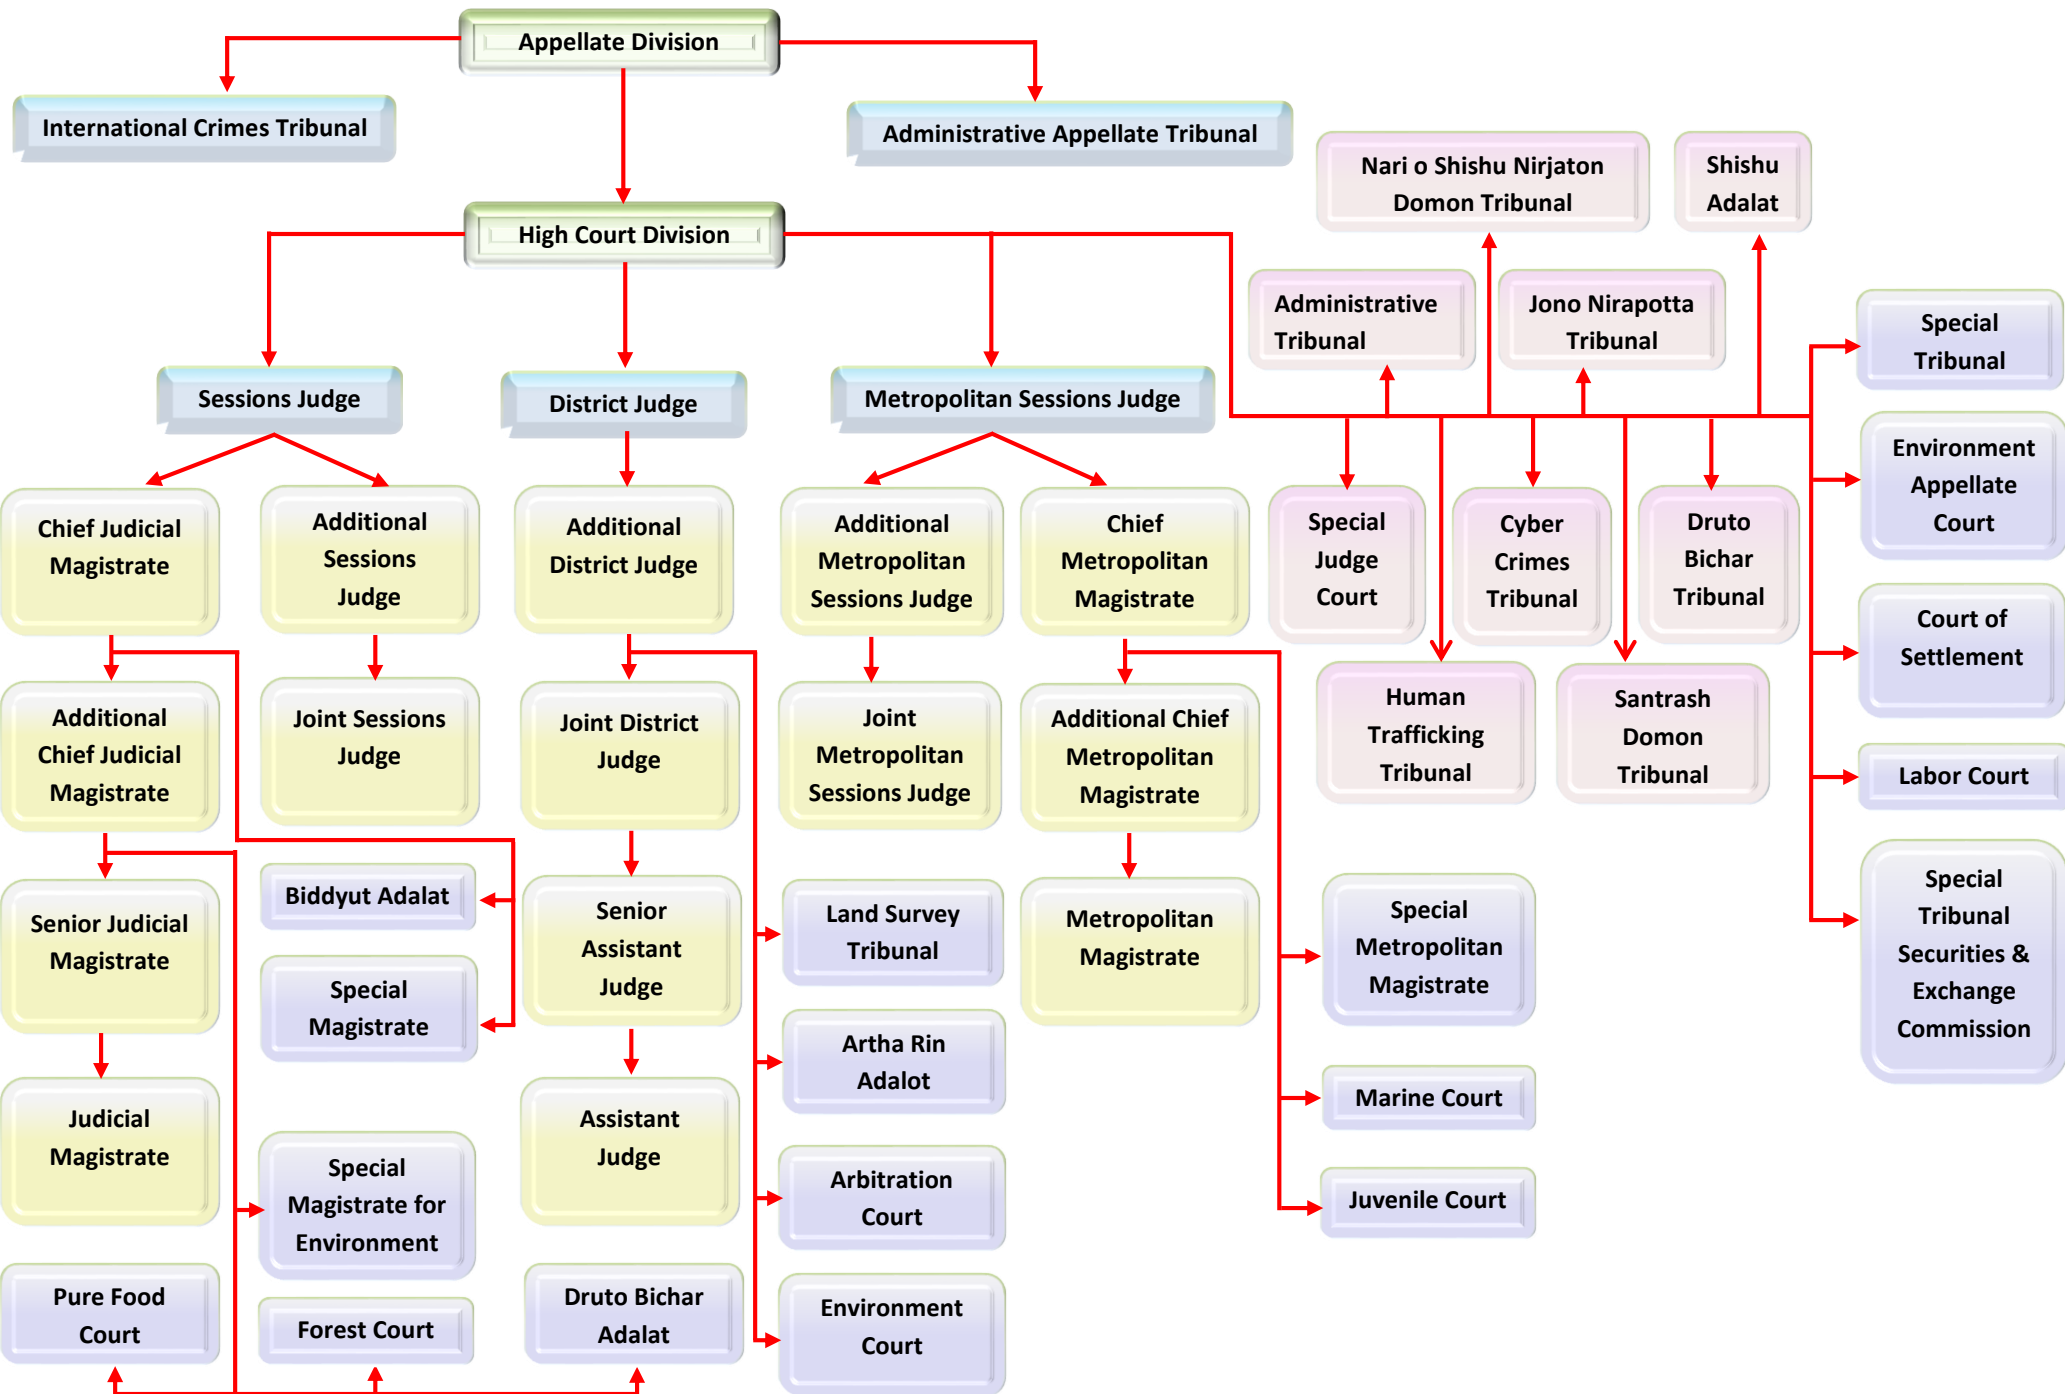 Appellate Division
International Crimes Tribunal
Administrative Appellate Tribunal
Nari o Shishu Nirjaton
Domon Tribunal
Shishu
Adalat
High Court Division
Administrative
Tribunal
Jono Nirapotta
Tribunal
Special
Tribunal
Sessions Judge
District Judge
Metropolitan Sessions Judge
Environment
Appellate
Court
Chief Judicial
Magistrate
Additional
Sessions
Judge
Additional
District Judge
Additional
Metropolitan
Sessions Judge
Chief
Metropolitan
Magistrate
Special
Judge
Court
Cyber
Crimes
Tribunal
Druto
Bichar
Tribunal
Court of
Settlement
Additional
Chief Judicial
Magistrate
Joint Sessions
Judge
Joint District
Judge
Joint
Metropolitan
Sessions Judge
Additional Chief
Metropolitan
Magistrate
Human
Trafficking
Tribunal
Santrash
Domon
Tribunal
Labor Court
Senior Judicial
Magistrate
Biddyut Adalat
Special
Magistrate
Senior
Assistant
Judge
Land Survey
Tribunal
Metropolitan
Magistrate
Special
Metropolitan
Magistrate
Special
Tribunal
Securities &
Exchange
Commission
Artha Rin
Adalot
Judicial
Magistrate
Special
Magistrate for
Environment
Assistant
Judge
Arbitration
Court
Marine Court
Juvenile Court
Pure Food
Court
Forest Court
Druto Bichar
Adalat
Environment
Court